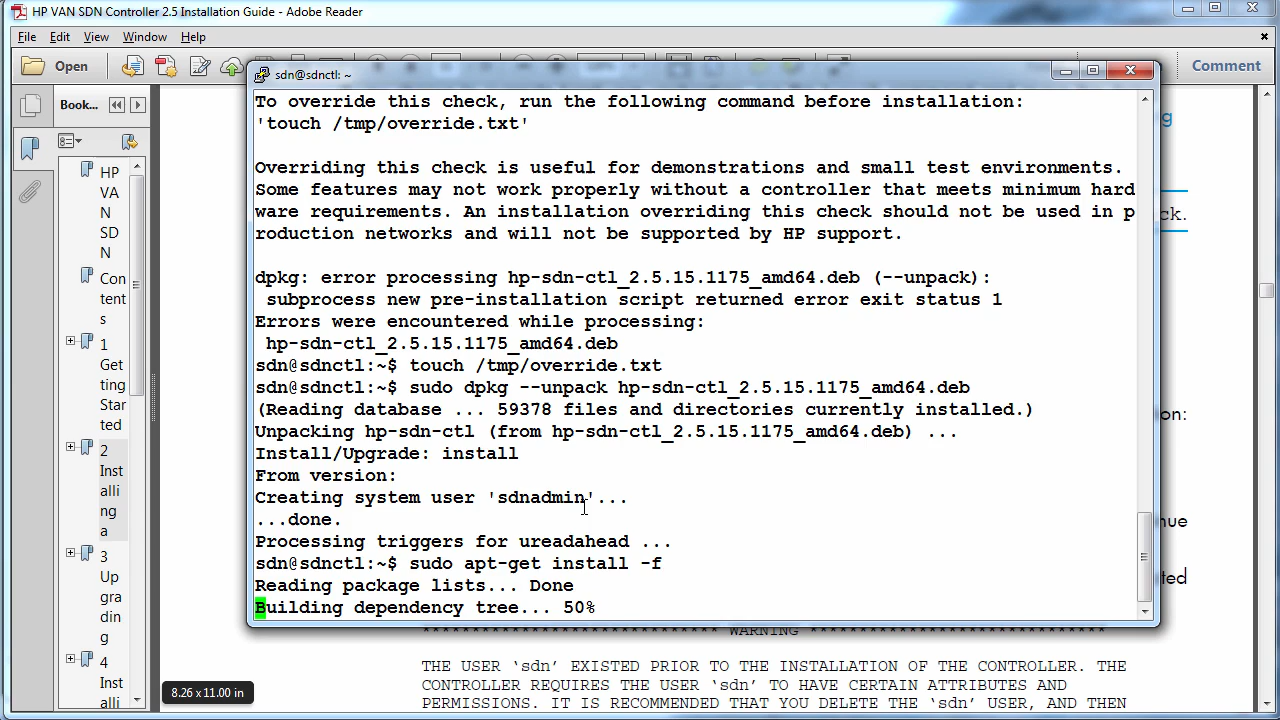 HP VAN SDN Controller 2.5 Installation Guide - Adobe Reader
File Edit View Window Help
Open
Comment
Book...
HP
VA
N
SD
N
Con
tent
s
1
Get
ting
Star
ted
2
Inst
alli
ng
a
3
Up
gra
din
g
4
Inst
alli
sdn@sdnctl: ~
To override this check, run the following command before installation:
'touch /tmp/override.txt'
Overriding this check is useful for demonstrations and small test environments.
Some features may not work properly without a controller that meets minimum hard
ware requirements. An installation overriding this check should not be used in p
roduction networks and will not be supported by HP support.
dpkg: error processing hp-sdn-ctl_2.5.15.1175_amd64.deb (--unpack):
subprocess new pre-installation script returned error exit status 1
Errors were encountered while processing:
hp-sdn-ctl_2.5.15.1175_amd64.deb
sdn@sdnctl:~$ touch /tmp/override.txt
sdn@sdnctl:~$ sudo dpkg --unpack hp-sdn-ctl_2.5.15.1175_amd64.deb
(Reading database ... 59378 files and directories currently installed.)
Unpacking hp-sdn-ctl (from hp-sdn-ctl_2.5.15.1175_amd64.deb) ...
Install/Upgrade: install
From version:
Creating system user 'sdnadmin'...
...done.
Processing triggers for ureadahead ...
sdn@sdnctl:~$ sudo apt-get install -f
Reading package lists... Done
Building dependency tree... 50%
g
ck.
on:
nue
ted
WARNING
THE USER ‘sdn’ EXISTED PRIOR TO THE INSTALLATION OF THE CONTROLLER. THE
CONTROLLER REQUIRES THE USER ‘sdn’ TO HAVE CERTAIN ATTRIBUTES AND
PERMISSIONS. IT IS RECOMMENDED THAT YOU DELETE THE ‘sdn’ USER, AND THEN
8.26 x 11.00 in